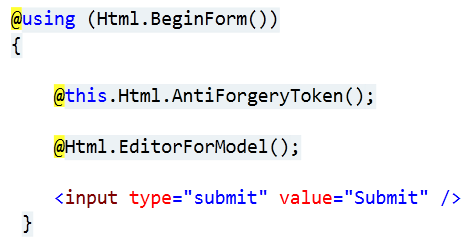 @using (Html.BeginForm())
{
@this.Html.AntiForgeryToken();
@Html.EditorForModel();
<input type="submit" value="Submit" />
}